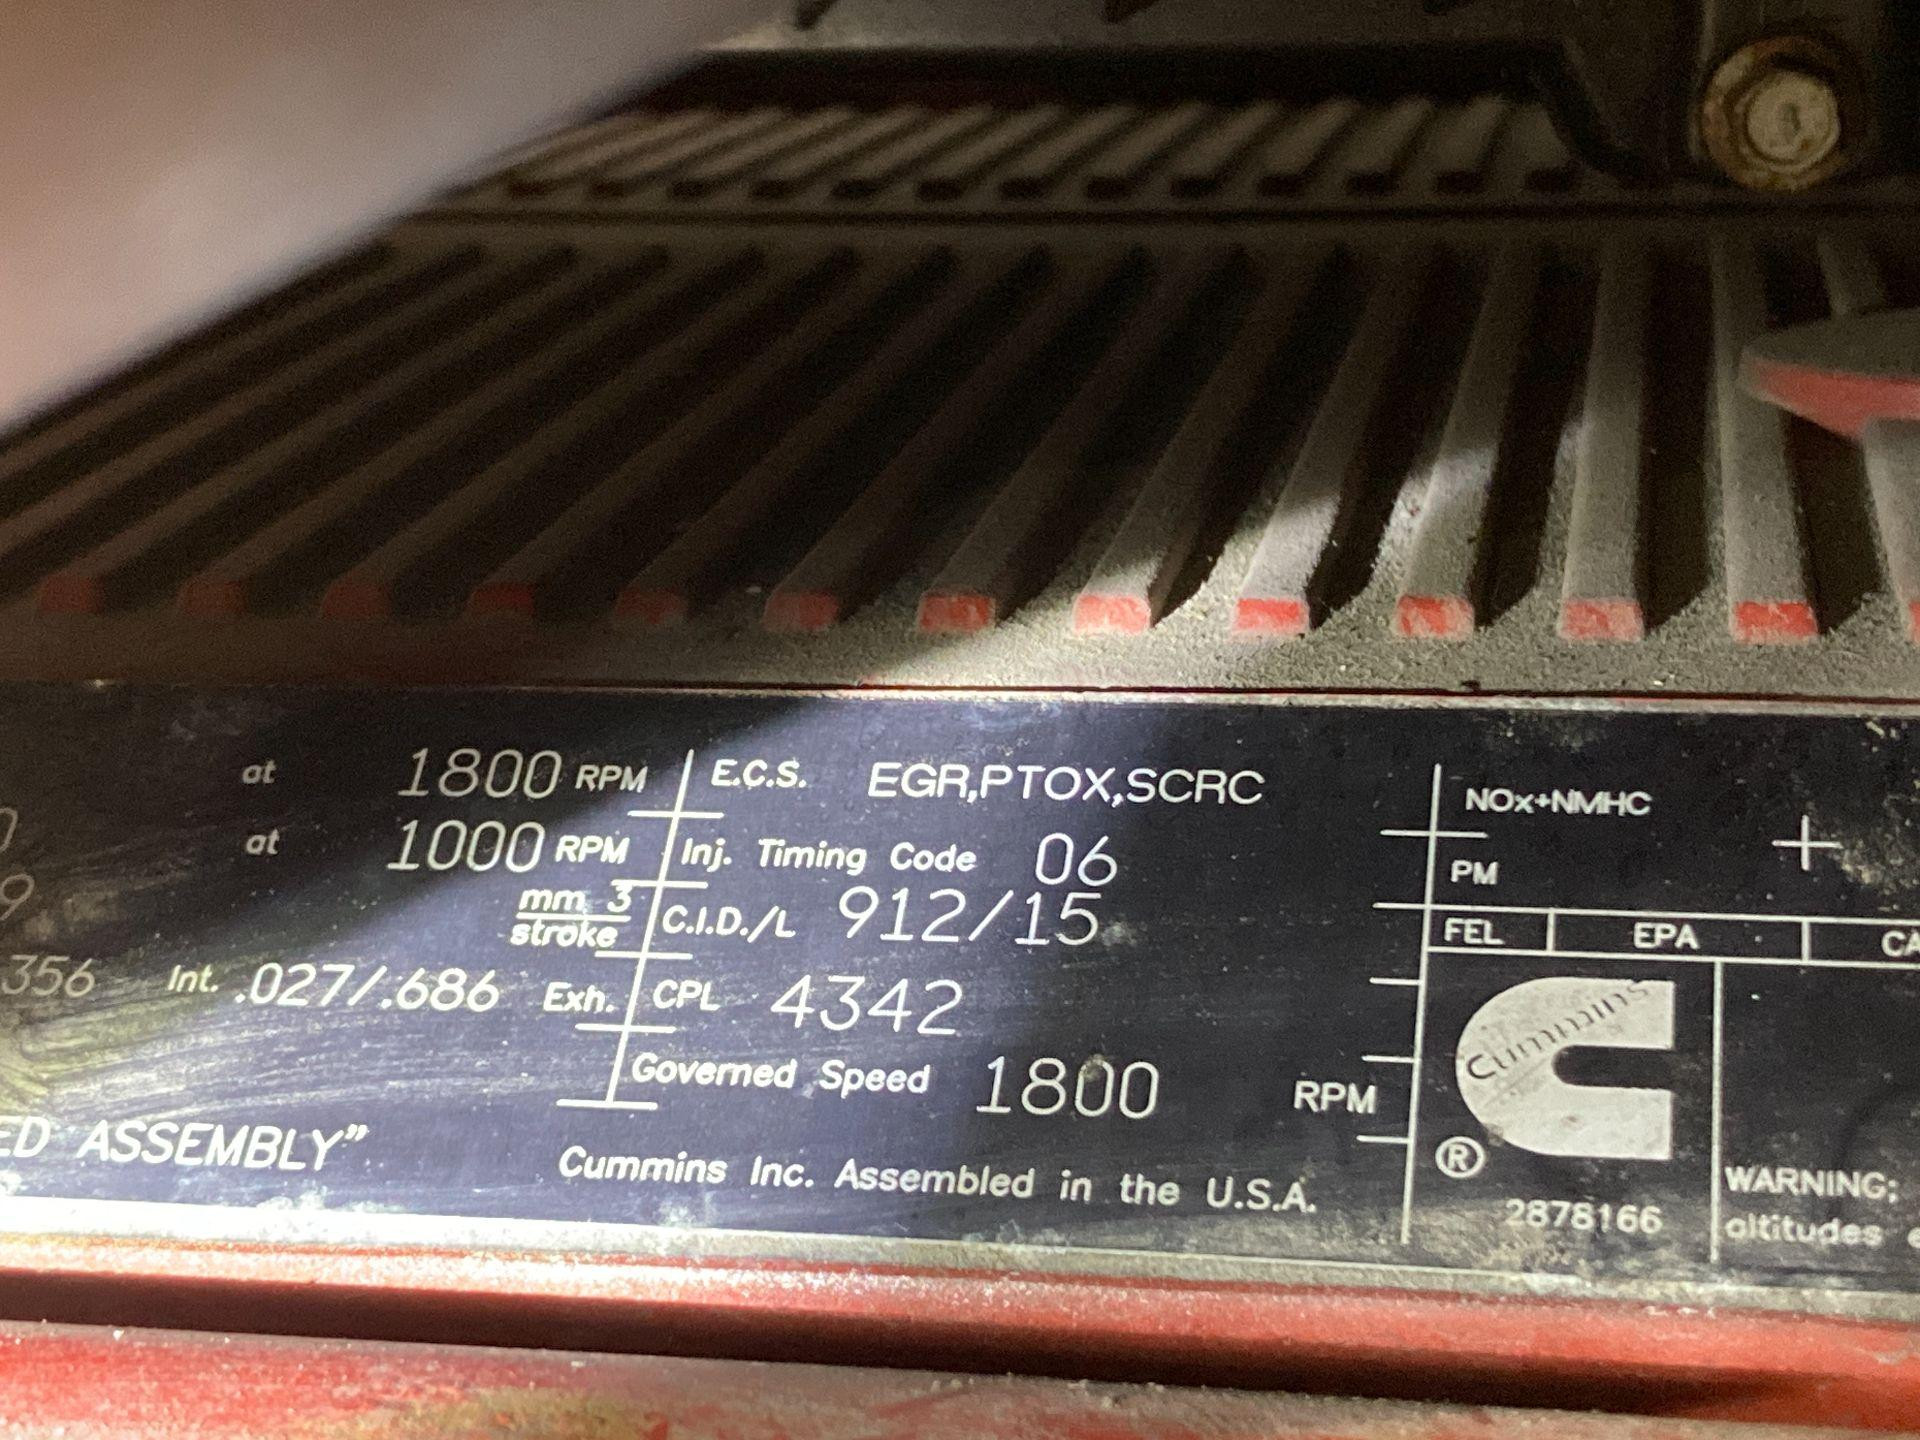 at 1800 RPM
at 1000 RPM
9 mm 3
stroke
356 Int. .027/.686 Exh.
ED ASSEMBLY"
E.C.S. EGR,PTOX,SCRC
Inj. Timing Code 06
C.I.D./L 912/15
CPL 4342
Governed Speed 1800 RPM
Cummins Inc. Assembled in the U.S.A.
NOx+NMHC
+
PM
FEL EPA CA
Cummins
®
2878166
WARNING:
altitudes